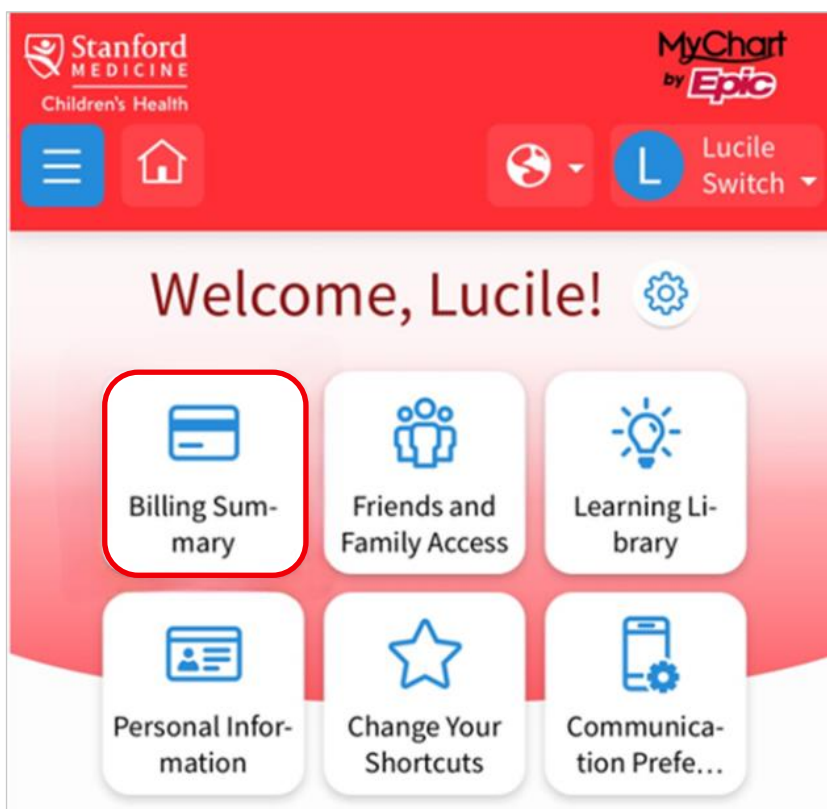 Stanford
MEDICINE
Children's Health
MyChart
by Epic
L
Lucile
Switch
Welcome, Lucile!
Billing Sum-
mary
Friends and
Family Access
Learning Li-
brary
Personal Infor-
mation
Change Your
Shortcuts
Communica-
tion Prefe...